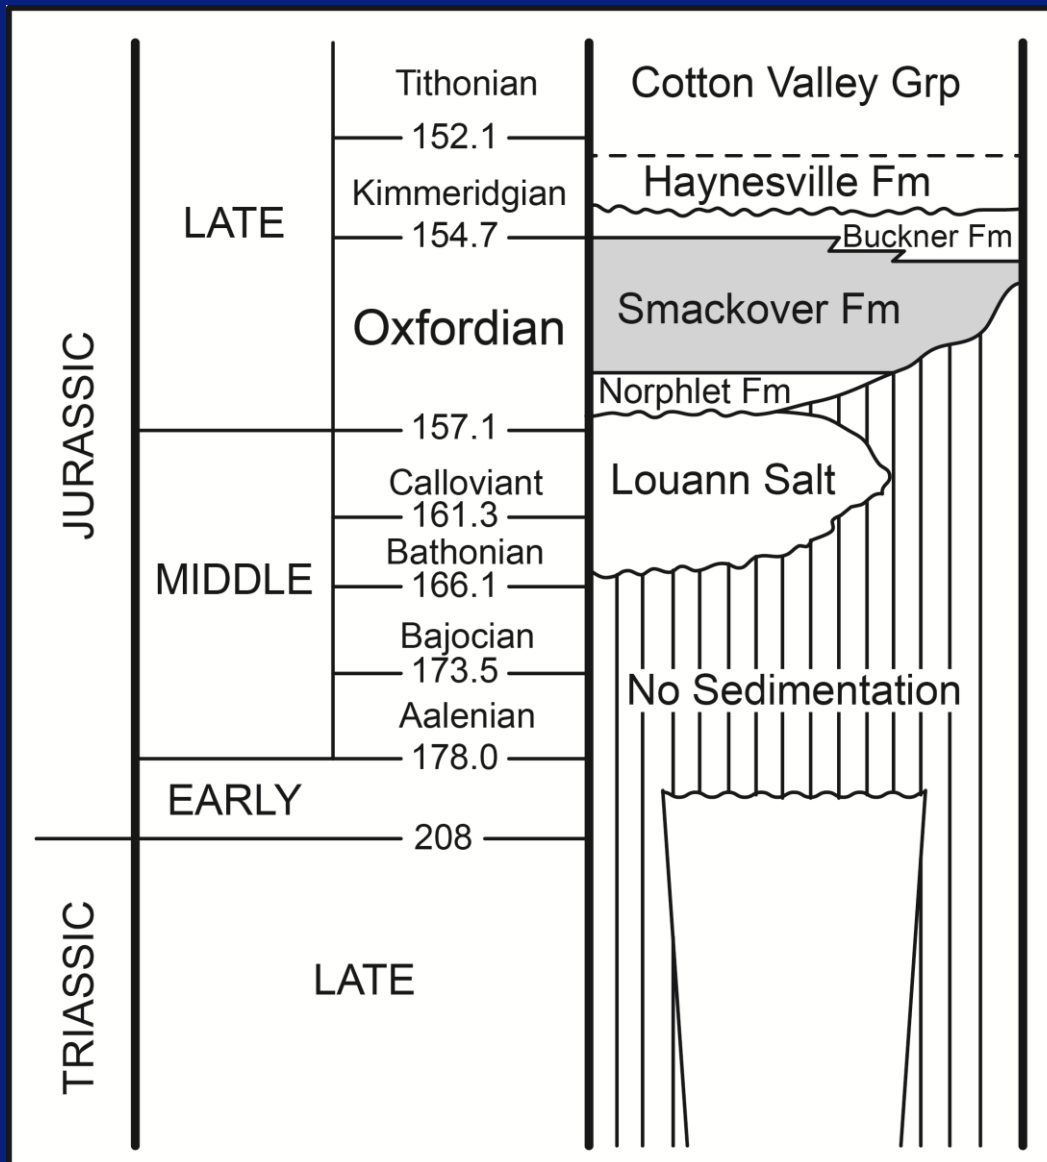 JURASSIC
TRIASSIC
LATE
MIDDLE
EARLY
LATE
Tithonian
152.1
Kimmeridgian
154.7
Oxfordian
157.1
Calloviant
161.3
Bathonian
166.1
Bajocian
173.5
Aalenian
178.0
208
Cotton Valley Grp
Haynesville Fm
Buckner Fm
Smackover Fm
Norphlet Fm
Louann Salt
No Sedimentation